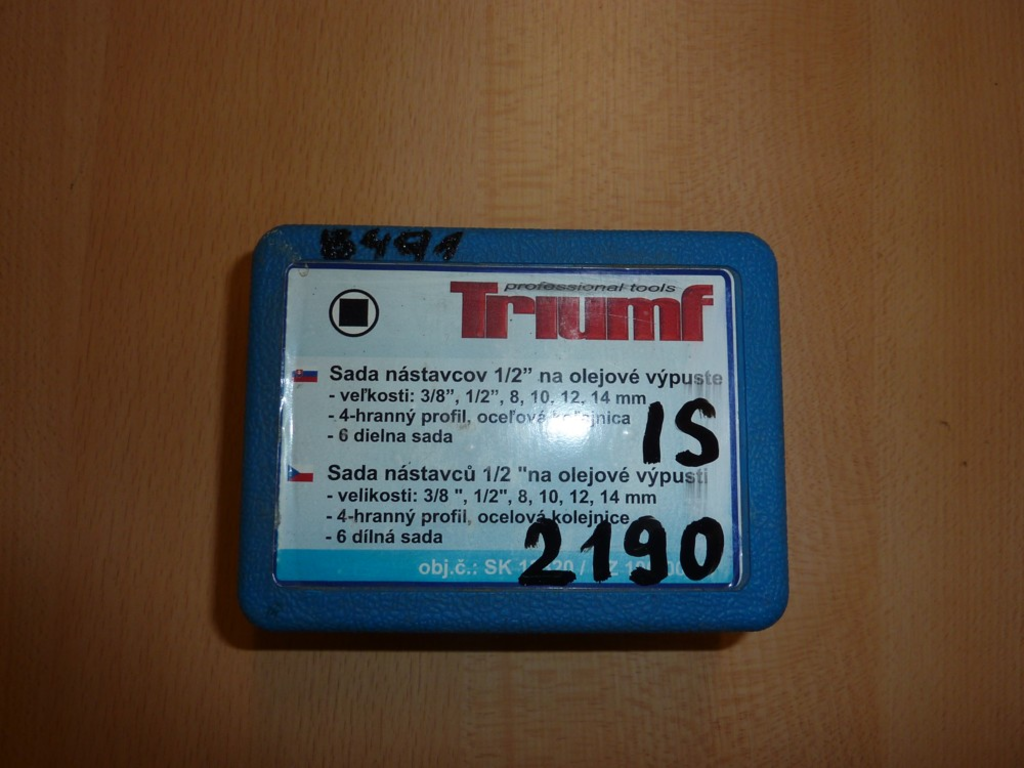 B491
professional tools
Triumf
Sada nástavcov 1/2” na olejové výpuste
- veľkosti: 3/8”, 1/2”, 8, 10, 12, 14 mm
- 4-hranný profil, oceľová koľajnica
- 6 dielna sada
IS
Sada nástavců 1/2 "na olejové výpusti
- velikosti: 3/8 ", 1/2", 8, 10, 12, 14 mm
- 4-hranný profil, ocelová kolejnice
- 6 dílná sada
2190
obj.č.: SK